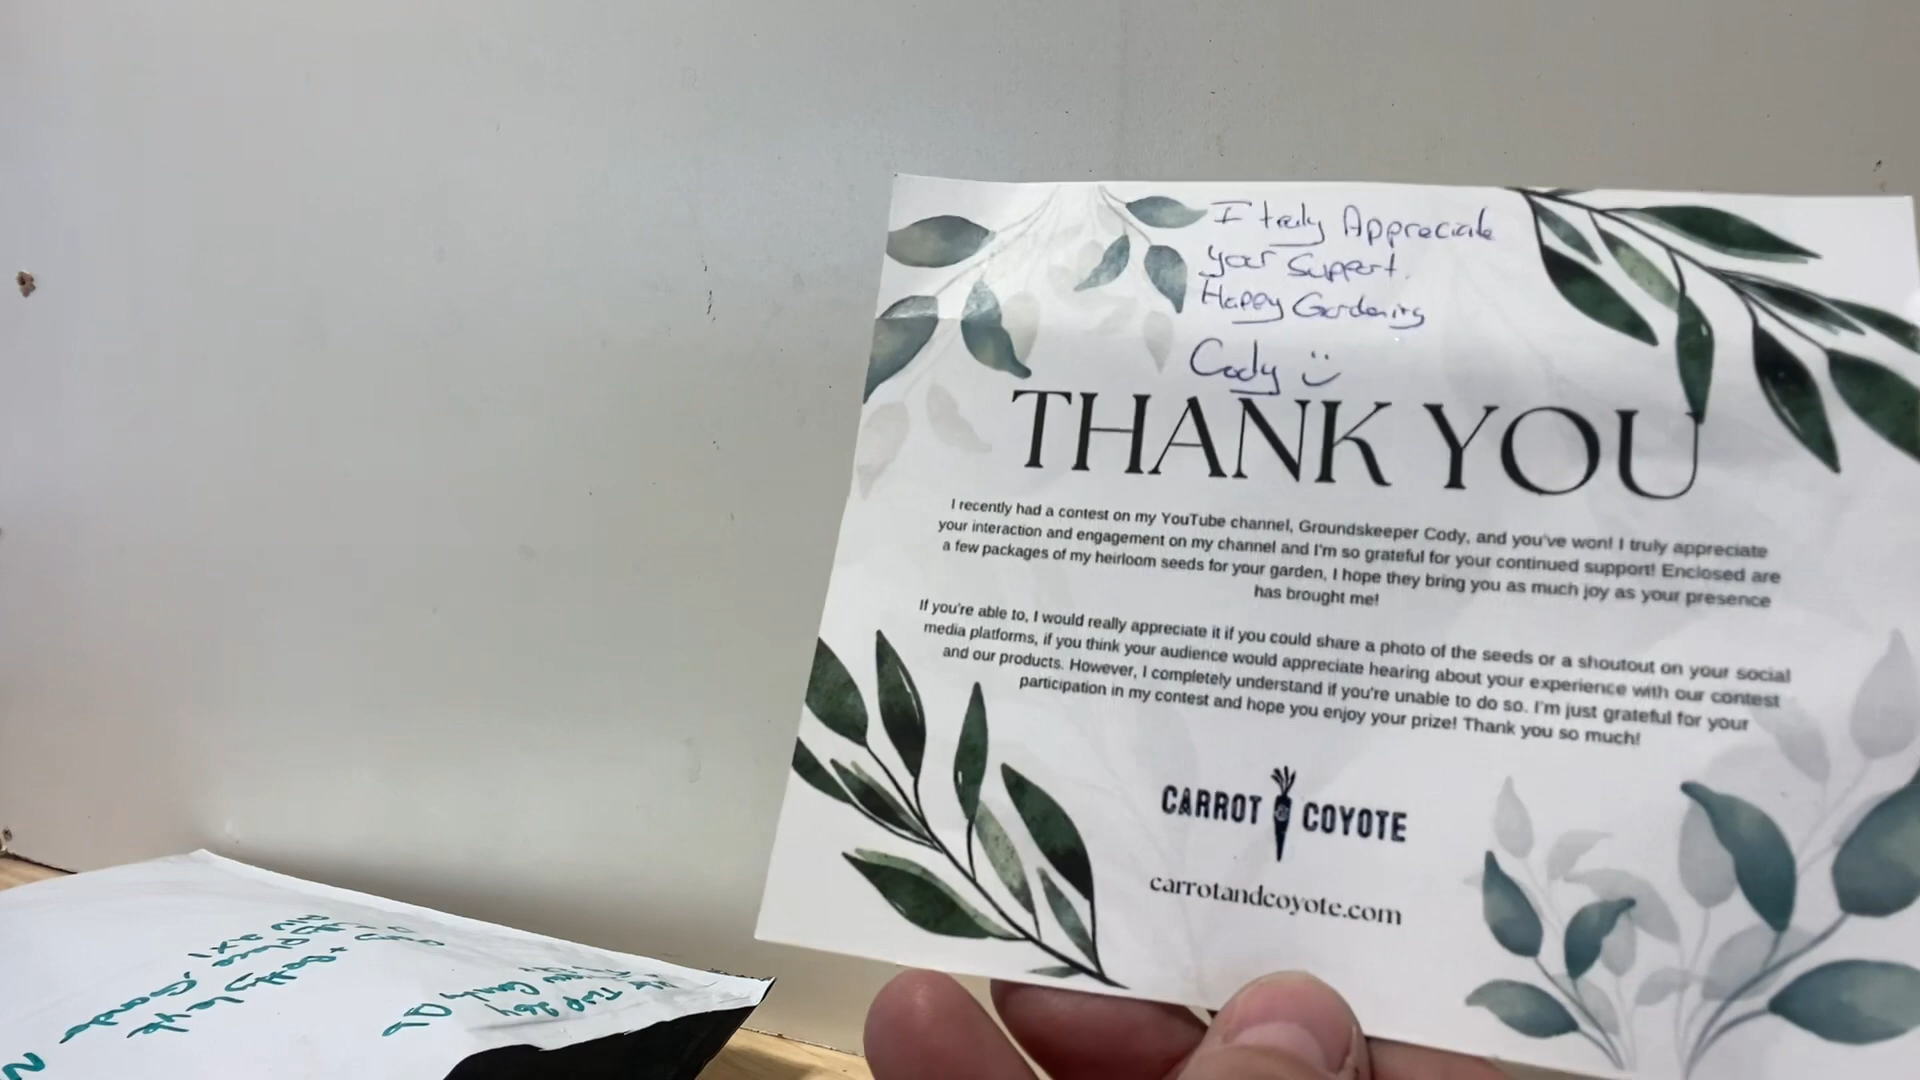 I truly Appreciate
your Support.
Happy Gardening
Cody
THANK YOU
I recently had a contest on my YouTube channel, Groundskeeper Cody, and you've won! I truly appreciate
your interaction and engagement on my channel and I'm so grateful for your continued support! Enclosed are
a few packages of my heirloom seeds for your garden, I hope they bring you as much joy as your presence
has brought me!
If you're able to, I would really appreciate it if you could share a photo of the seeds or a shoutout on your social
media platforms, if you think your audience would appreciate hearing about your experience with our contest
and our products. However, I completely understand if you're unable to do so. I'm just grateful for your
participation in my contest and hope you enjoy your prize! Thank you so much!
CARROT COYOTE
carrotandcoyote.com